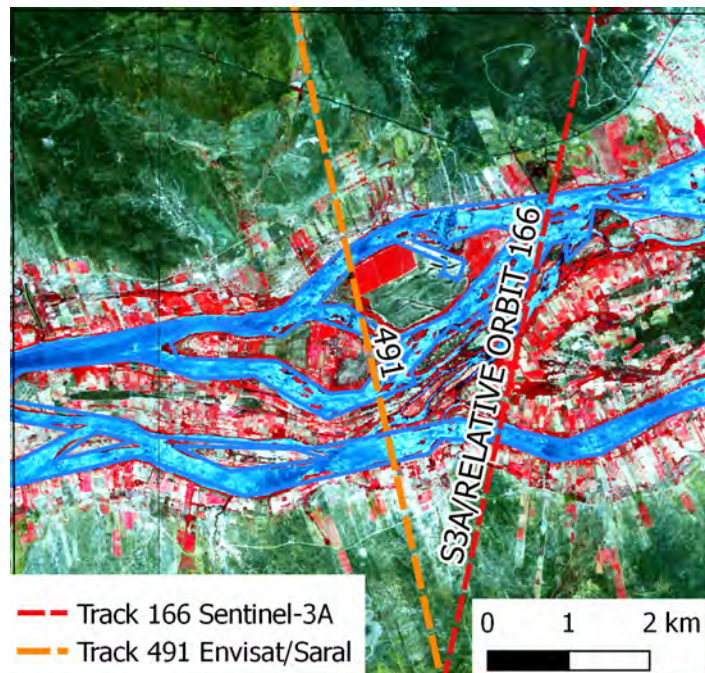 491
S3A/RELATIVE ORBIT 166
Track 166 Sentinel-3A
Track 491 Envisat/Saral
0 1 2 km